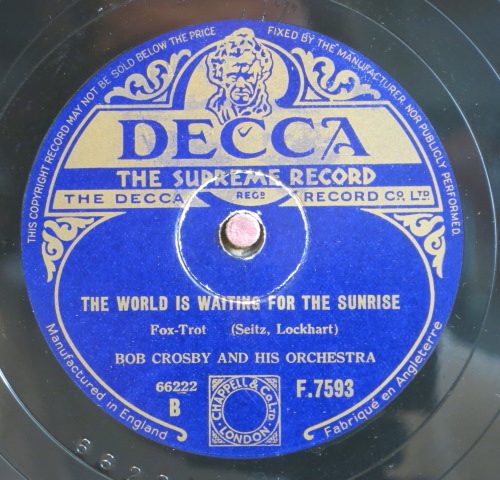 THIS COPYRIGHT RECORD MAY NOT BE SOLD BELOW THE PRICE
FIXED BY THE MANUFACTURER, NOR PUBLICLY PERFORMED.
DECCA
THE SUPREME RECORD
THE DECCA REGD RECORD CO. LTD.
THE WORLD IS WAITING FOR THE SUNRISE
Fox-Trot (Seitz, Lockhart)
BOB CROSBY AND HIS ORCHESTRA
66222
B
F.7593
CHAPPELL & Co. LTD.
LONDON
Manufactured in England
Fabriqué en Angleterre